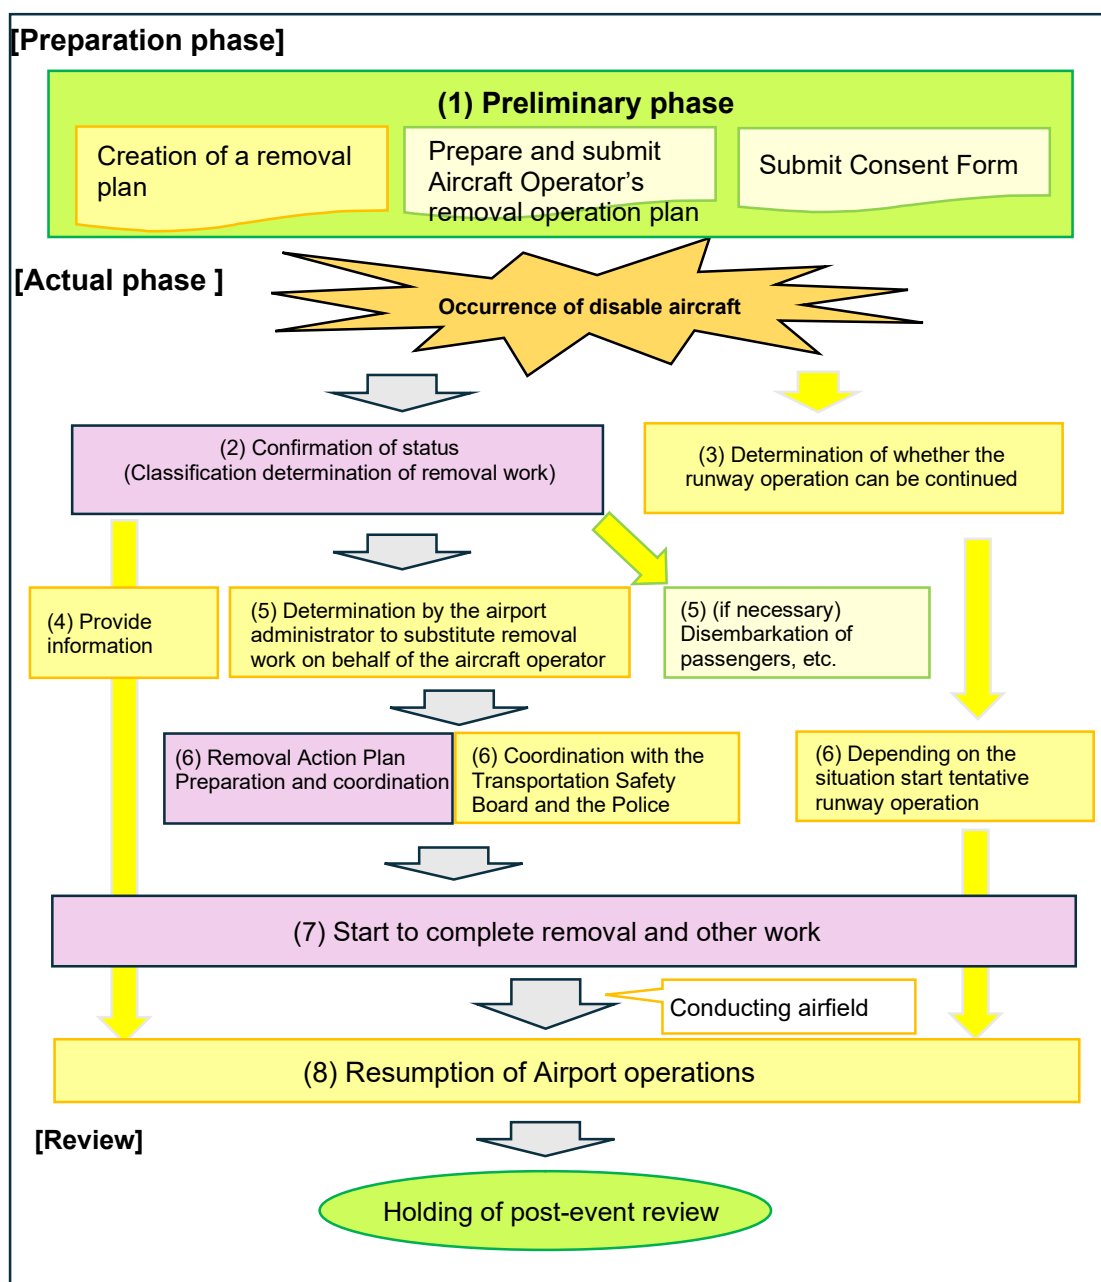 [Preparation phase]
(1) Preliminary phase
Creation of a removal
plan
Prepare and submit
Aircraft Operator's
removal operation plan
Submit Consent Form
[Actual phase ]
Occurrence of disable aircraft
(2) Confirmation of status
(Classification determination of removal work)
(3) Determination of whether the
runway operation can be continued
(4) Provide
information
(5) Determination by the airport
administrator to substitute removal
work on behalf of the aircraft operator
(5) (if necessary)
Disembarkation of
passengers, etc.
(6) Removal Action Plan
Preparation and coordination
(6) Coordination with the
Transportation Safety
Board and the Police
(6) Depending on the
situation start tentative
runway operation
(7) Start to complete removal and other work
Conducting airfield
(8) Resumption of Airport operations
[Review]
Holding of post-event review